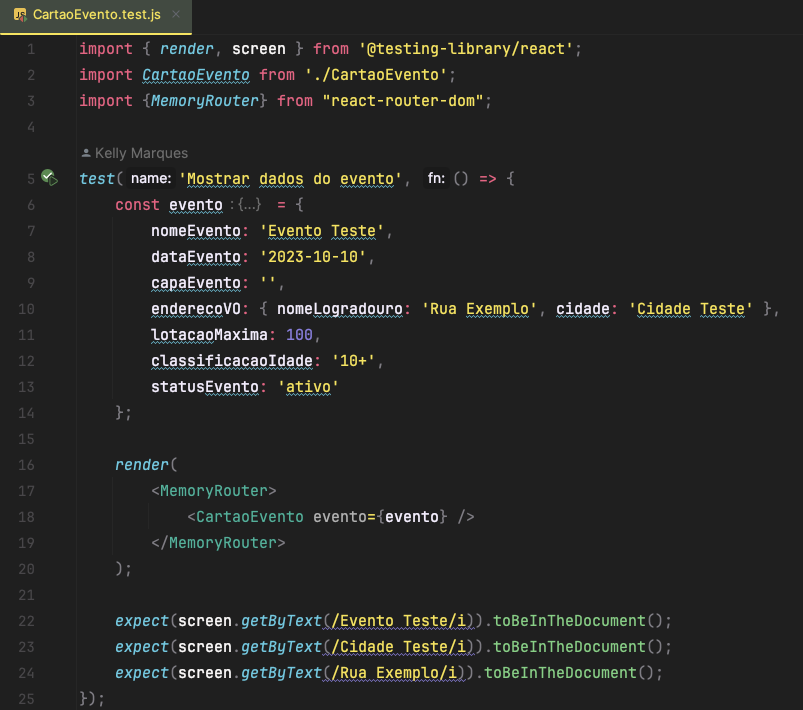 JS CartaoEvento.test.js ×
1 import { render, screen } from '@testing-library/react';
2 import CartaoEvento from './CartaoEvento';
3 import {MemoryRouter} from "react-router-dom";
4
Kelly Marques
5 test( name: 'Mostrar dados do evento', fn: () => {
6 const evento : {...} = {
7 nomeEvento: 'Evento Teste',
8 dataEvento: '2023-10-10',
9 capaEvento: '',
10 enderecoVO: { nomeLogradouro: 'Rua Exemplo', cidade: 'Cidade Teste' },
11 lotacaoMaxima: 100,
12 classificacaoIdade: '10+',
13 statusEvento: 'ativo'
14 };
15
16 render(
17 <MemoryRouter>
18 <CartaoEvento evento={evento} />
19 </MemoryRouter>
20 );
21
22 expect(screen.getByText(/Evento Teste/i)).toBeInTheDocument();
23 expect(screen.getByText(/Cidade Teste/i)).toBeInTheDocument();
24 expect(screen.getByText(/Rua Exemplo/i)).toBeInTheDocument();
25 });